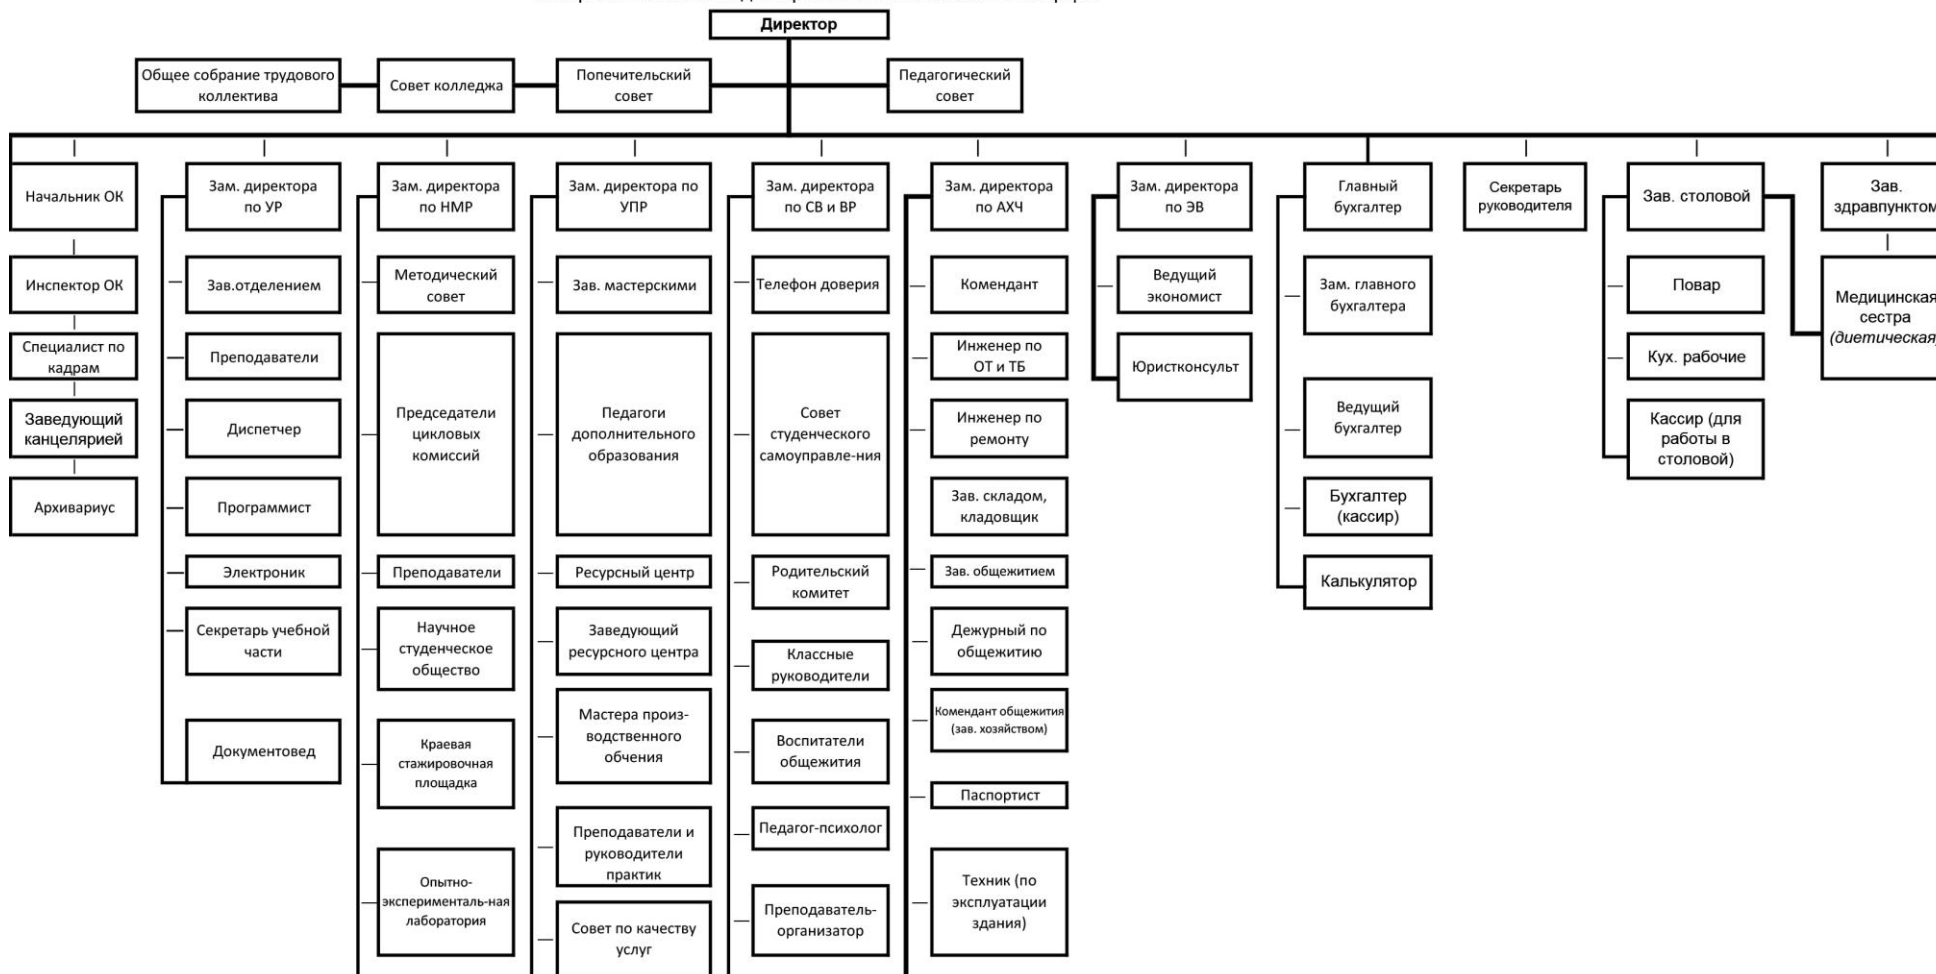 Директор
Общее собрание трудового
коллектива
Совет колледжа
Попечительский
совет
Педагогический
совет
Начальник ОК
Инспектор ОК
Специалист по
кадрам
Заведующий
канцелярией
Архивариус
Зам. директора
по УР
Зав.отделением
Преподаватели
Диспетчер
Программист
Электроник
Секретарь учебной
части
Документовед
Зам. директора
по НМР
Методический
совет
Председатели
цикловых
комиссий
Преподаватели
Научное
студенческое
общество
Краевая
стажировочная
площадка
Опытно-
эксперименталь-ная
лаборатория
Зам. директора по
УПР
Зав. мастерскими
Педагоги
дополнительного
образования
Ресурсный центр
Заведующий
ресурсного центра
Мастера произ-
водственного
обчения
Преподаватели и
руководители
практик
Совет по качеству
услуг
Зам. директора
по СВ и ВР
Телефон доверия
Совет
студенческого
самоуправле-ния
Родительский
комитет
Классные
руководители
Воспитатели
общежития
Педагог-психолог
Преподаватель-
организатор
Зам. директора
по АХЧ
Комендант
Инженер по
ОТ и ТБ
Инженер по
ремонту
Зав. складом,
кладовщик
Зав. общежитием
Дежурный по
общежитию
Комендант общежития
(зав. хозяйством)
Паспортист
Техник (по
эксплуатации
здания)
Зам. директора
по ЭВ
Ведущий
экономист
Юристконсульт
Главный
бухгалтер
Зам. главного
бухгалтера
Ведущий
бухгалтер
Бухгалтер
(кассир)
Калькулятор
Секретарь
руководителя
Зав. столовой
Повар
Кух. рабочие
Кассир (для
работы в
столовой)
Зав.
здравпунктом
Медицинская
сестра
(диетическая)